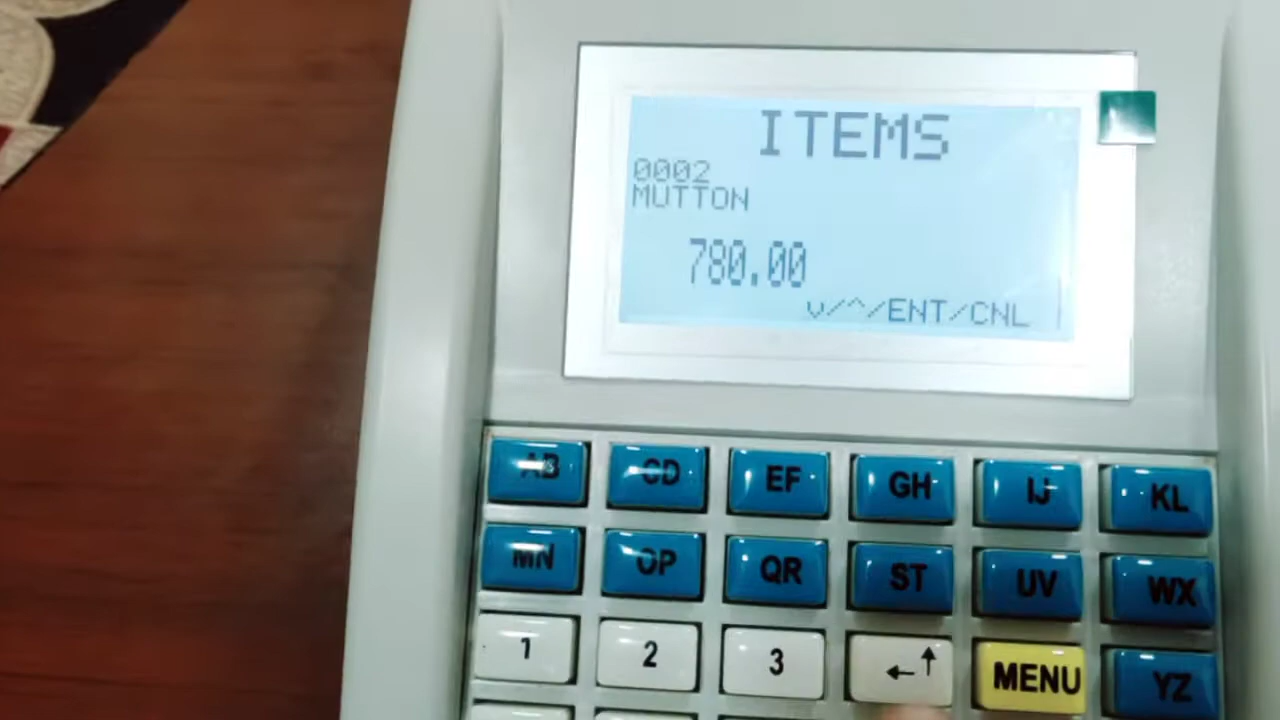 ITEMS
0002
MUTTON
780.00
v/^/ENT/CNL
AB CD EF GH IJ KL
MN OP QR ST UV WX
1 2 3 ←↑ MENU YZ